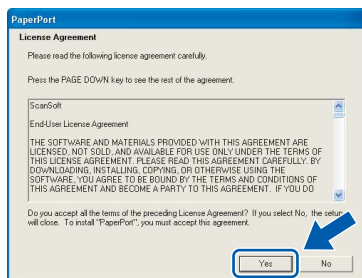 PaperPort
License Agreement
Please read the following license agreement carefully.
Press the PAGE DOWN key to see the rest of the agreement.
ScanSoft
End-User License Agreement
THE SOFTWARE AND MATERIALS PROVIDED WITH THIS AGREEMENT ARE
LICENSED, NOT SOLD, AND AVAILABLE FOR USE ONLY UNDER THE TERMS OF
THIS LICENSE AGREEMENT. PLEASE READ THIS AGREEMENT CAREFULLY. BY
DOWNLOADING, INSTALLING, COPYING, OR OTHERWISE USING THE
SOFTWARE, YOU AGREE TO BE BOUND BY THE TERMS AND CONDITIONS OF
THIS AGREEMENT AND BECOME A PARTY TO THIS AGREEMENT. IF YOU DO
Do you accept all the terms of the preceding License Agreement? If you select No, the setup
will close. To install "PaperPort", you must accept this agreement.
Yes
No